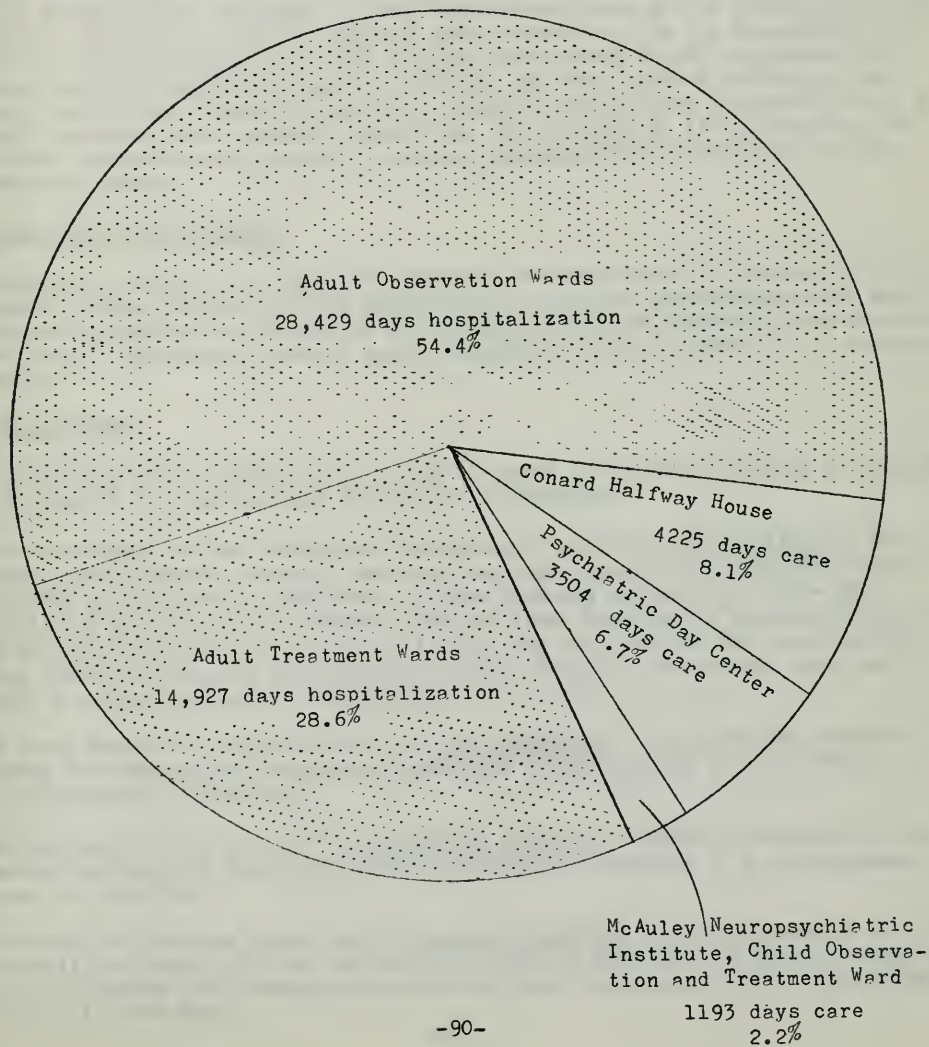 Adult Observation Wards
28,429 days hospitalization
54.4%
Conard Halfway House
4225 days care
8.1%
Psychiatric Day Center
3504 days care
6.7%
Adult Treatment Wards
14,927 days hospitalization
28.6%
McAuley Neuropsychiatric
Institute, Child Observa-
tion and Treatment Ward
1193 days care
2.2%
-90-